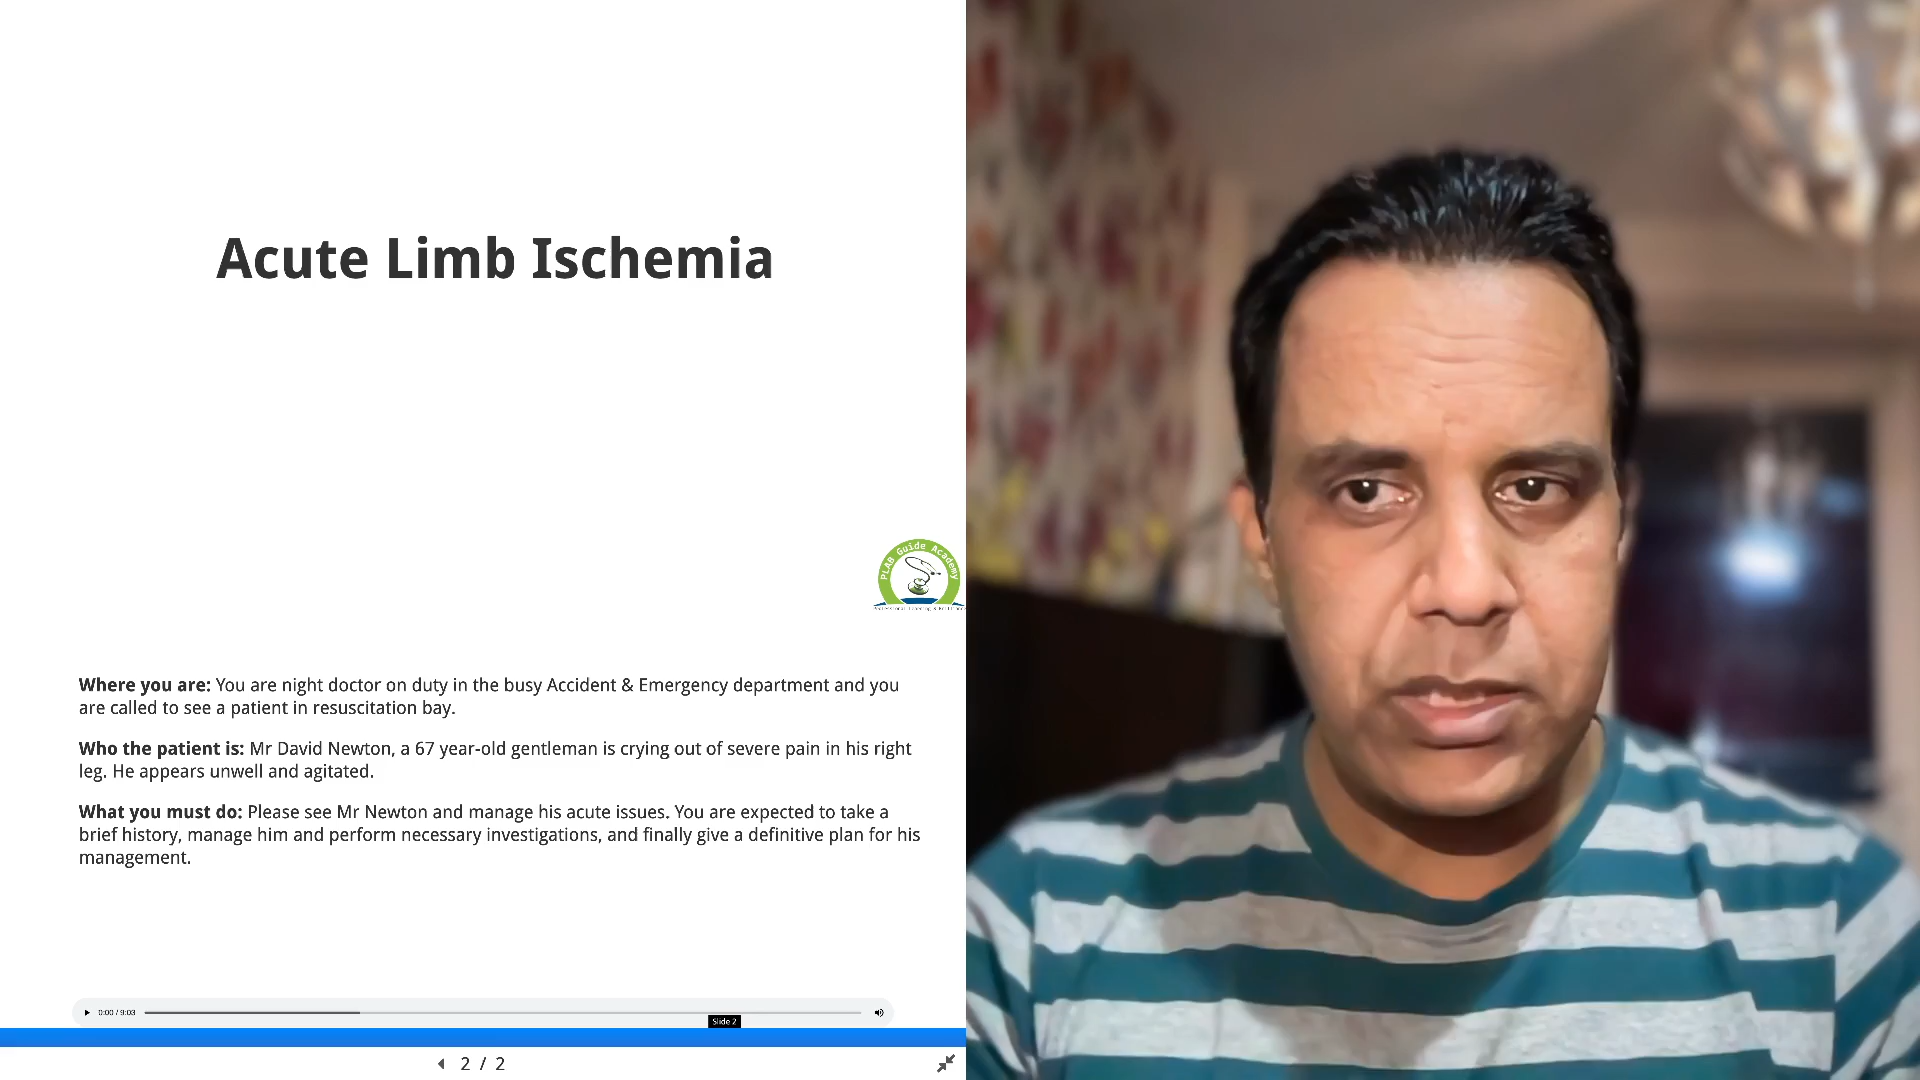 Acute Limb Ischemia
PLAB Guide Academy
Where you are: You are night doctor on duty in the busy Accident & Emergency department and you
are called to see a patient in resuscitation bay.
Who the patient is: Mr David Newton, a 67 year-old gentleman is crying out of severe pain in his right
leg. He appears unwell and agitated.
What you must do: Please see Mr Newton and manage his acute issues. You are expected to take a
brief history, manage him and perform necessary investigations, and finally give a definitive plan for his
management.
0:00 / 9:03
Slide 2
2 / 2